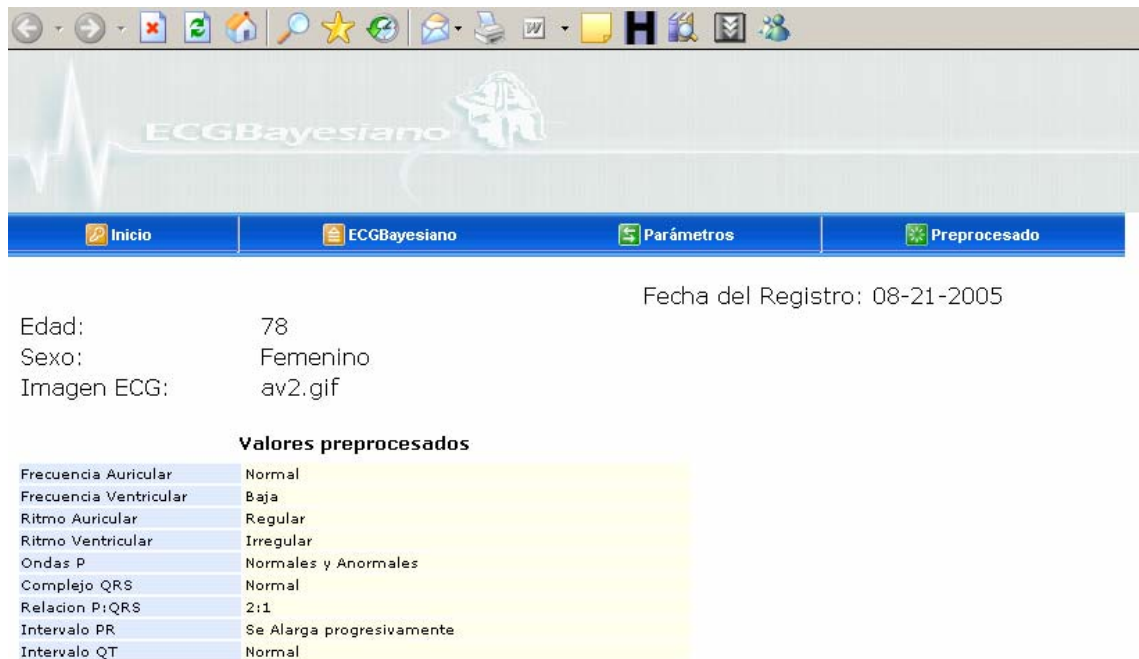 ECGBayesiano
Inicio ECGBayesiano Parámetros Preprocesado
Fecha del Registro: 08-21-2005
Edad: 78
Sexo: Femenino
Imagen ECG: av2.gif
Valores preprocesados
Frecuencia Auricular Normal
Frecuencia Ventricular Baja
Ritmo Auricular Regular
Ritmo Ventricular Irregular
Ondas P Normales y Anormales
Complejo QRS Normal
Relacion P:QRS 2:1
Intervalo PR Se Alarga progresivamente
Intervalo QT Normal